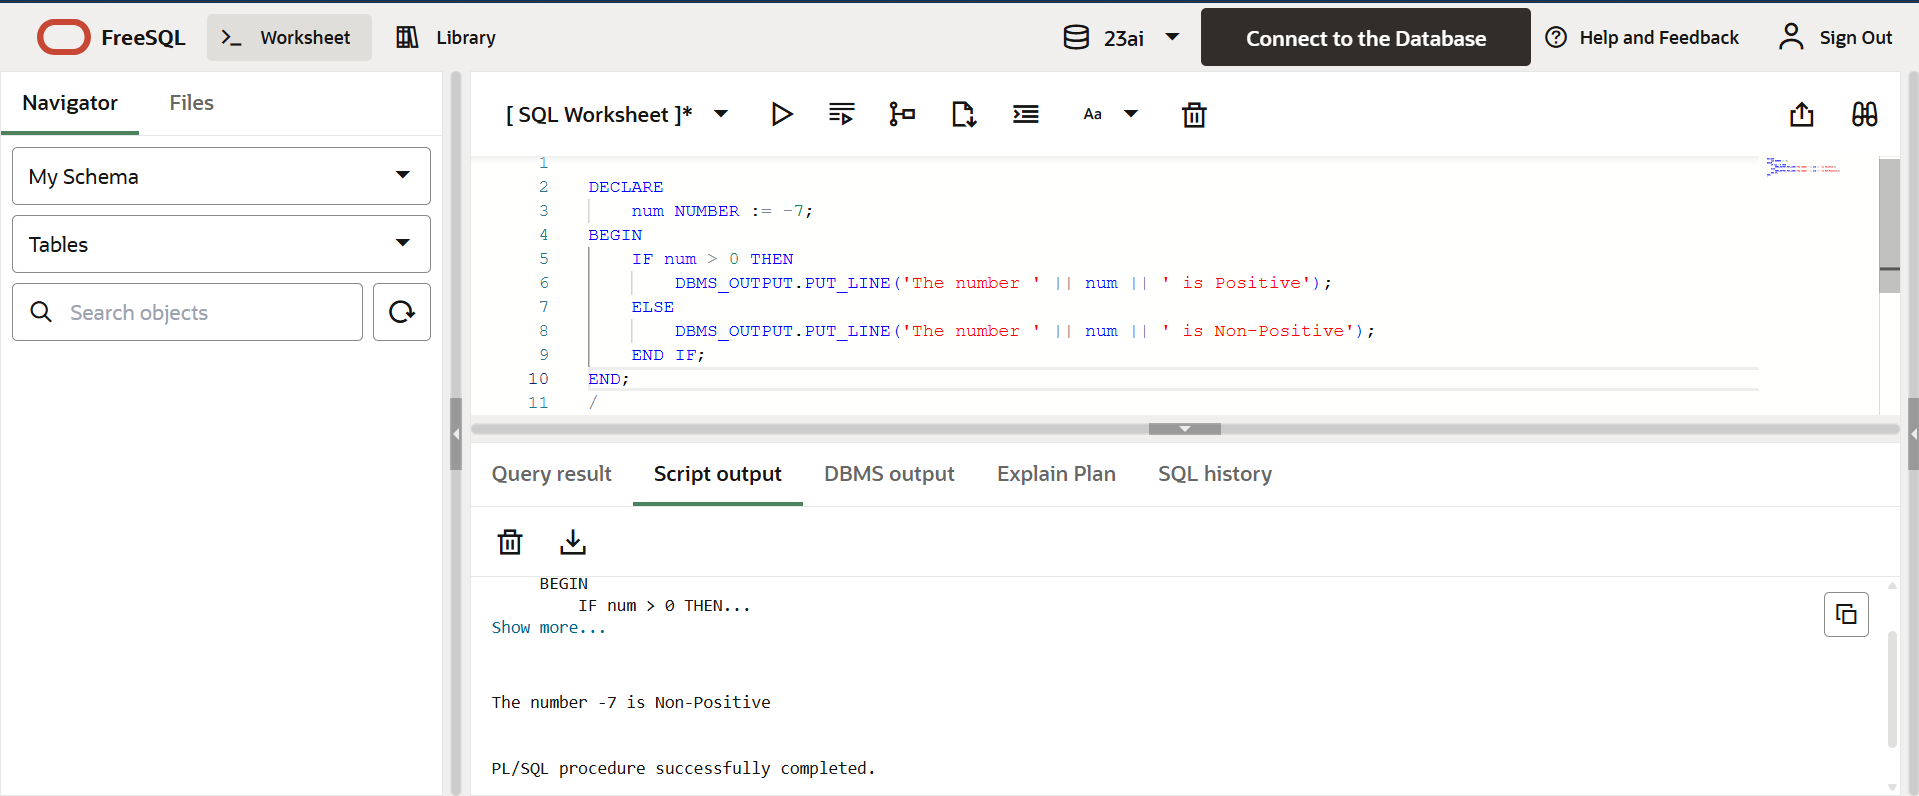 FreeSQL
>_ Worksheet
Library
23ai
Connect to the Database
Help and Feedback
Sign Out
Navigator
Files
My Schema
Tables
Search objects
[ SQL Worksheet ]*
Aa
1
2 DECLARE
3     num NUMBER := -7;
4 BEGIN
5     IF num > 0 THEN
6         DBMS_OUTPUT.PUT_LINE('The number ' || num || ' is Positive');
7     ELSE
8         DBMS_OUTPUT.PUT_LINE('The number ' || num || ' is Non-Positive');
9     END IF;
10 END;
11 /
Query result
Script output
DBMS output
Explain Plan
SQL history
BEGIN
IF num > 0 THEN...
Show more...
The number -7 is Non-Positive
PL/SQL procedure successfully completed.